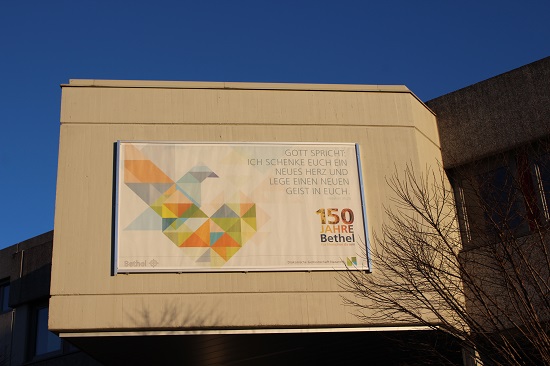 GOTT SPRICHT:
ICH SCHENKE EUCH EIN
NEUES HERZ UND
LEGE EINEN NEUEN
GEIST IN EUCH.
150
JAHRE
Bethel
Bethel